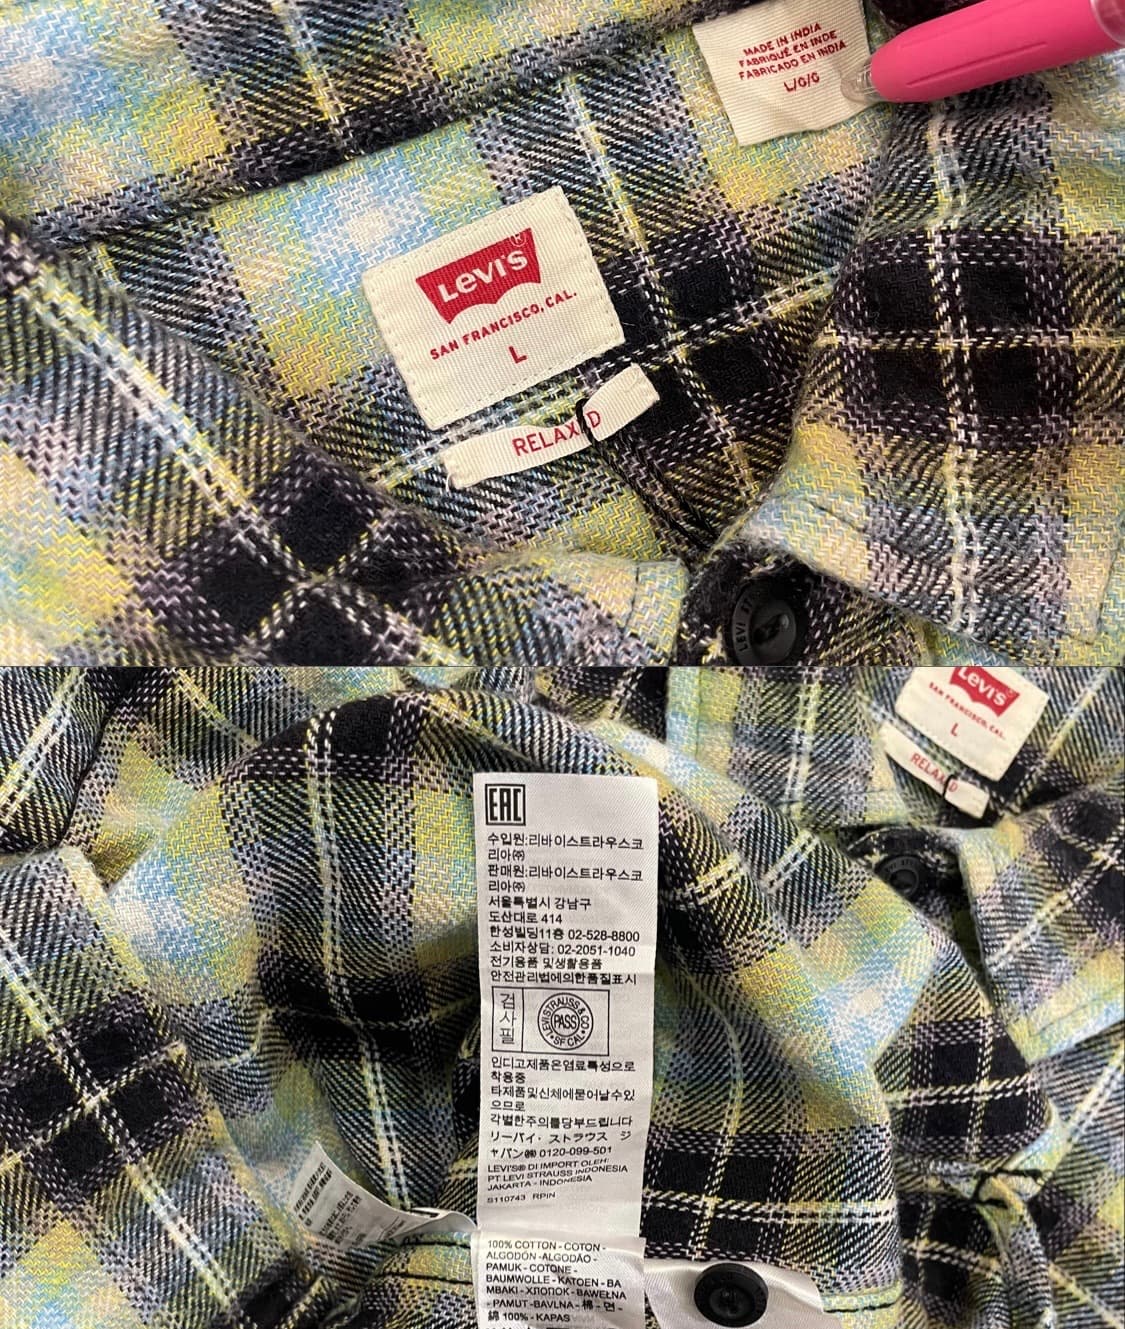 MADE IN INDIA
FABRIQUÉ EN INDE
FABRICADO EN INDIA
L/G/G
LEVI'S
SAN FRANCISCO, CAL.
L
LEVI
LEVI'S
SAN FRANCISCO, CAL.
L
EAC
수입원:리바이스트라우스코
리아㈜
판매원:리바이스트라우스코
리아㈜
서울특별시 강남구
도산대로 414
한성빌딩11층 02-528-8800
소비자상담: 02-2051-1040
전기용품 및생활용품
안전관리법에의한품질표시
검
사
필
LEVI STRAUSS & CO
PASS
SF CAL
인디고제품은염료특성으로
착용중
타제품및신체에묻어날수있
으므로
각별한주의를당부드립니다
リーバイ・ ストラウス ジ
ャパン㈱ 0120-099-501
LEVI'S® DI IMPORT OLEH:
PT. LEVI STRAUSS INDONESIA
JAKARTA - INDONESIA
S110743 RPIN
100% COTTON - COTON -
ALGODÓN - ALGODÃO -
PAMUK - COTONE -
BAUMWOLLE - KATOEN - BA
MBAKI - ХЛОПОК - BAWEŁNA
- PAMUT - BAVLNA - 棉 - 면 -
綿 100% - KAPAS